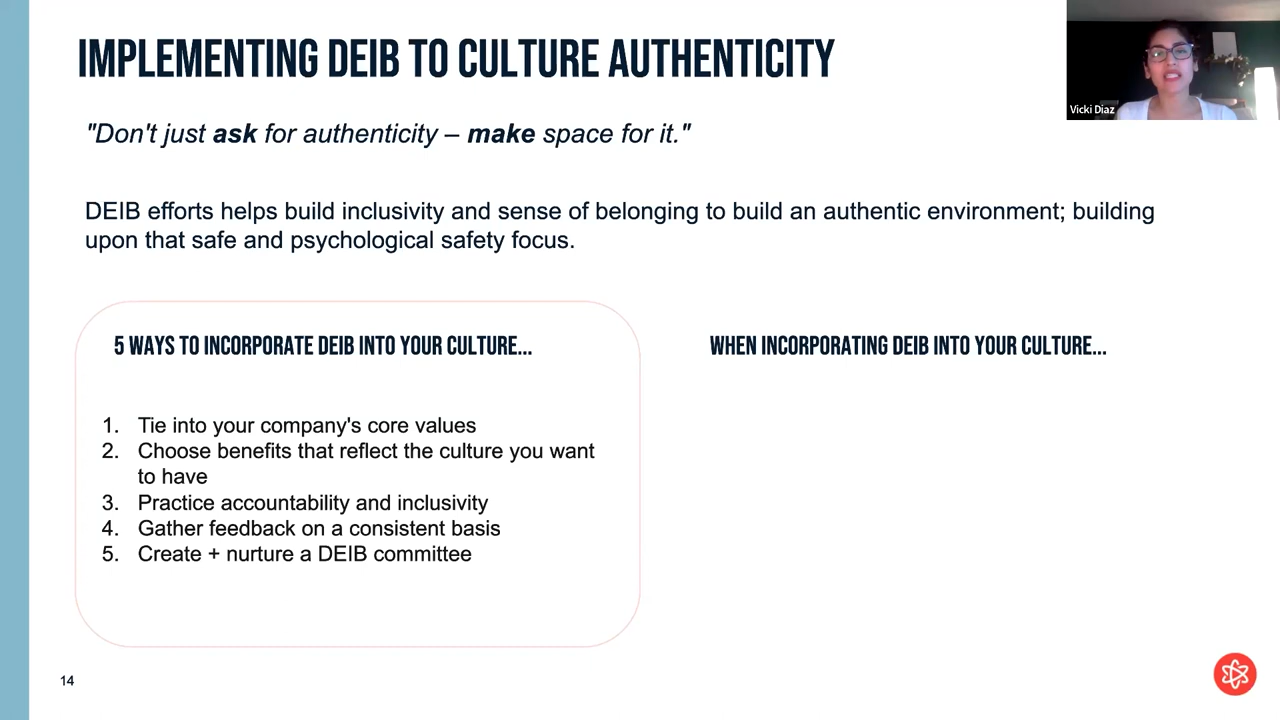 IMPLEMENTING DEIB TO CULTURE AUTHENTICITY
Vicki Diaz
"Don't just ask for authenticity – make space for it."
DEIB efforts helps build inclusivity and sense of belonging to build an authentic environment; building
upon that safe and psychological safety focus.
5 WAYS TO INCORPORATE DEIB INTO YOUR CULTURE...
1. Tie into your company's core values
2. Choose benefits that reflect the culture you want
to have
3. Practice accountability and inclusivity
4. Gather feedback on a consistent basis
5. Create + nurture a DEIB committee
WHEN INCORPORATING DEIB INTO YOUR CULTURE...
14